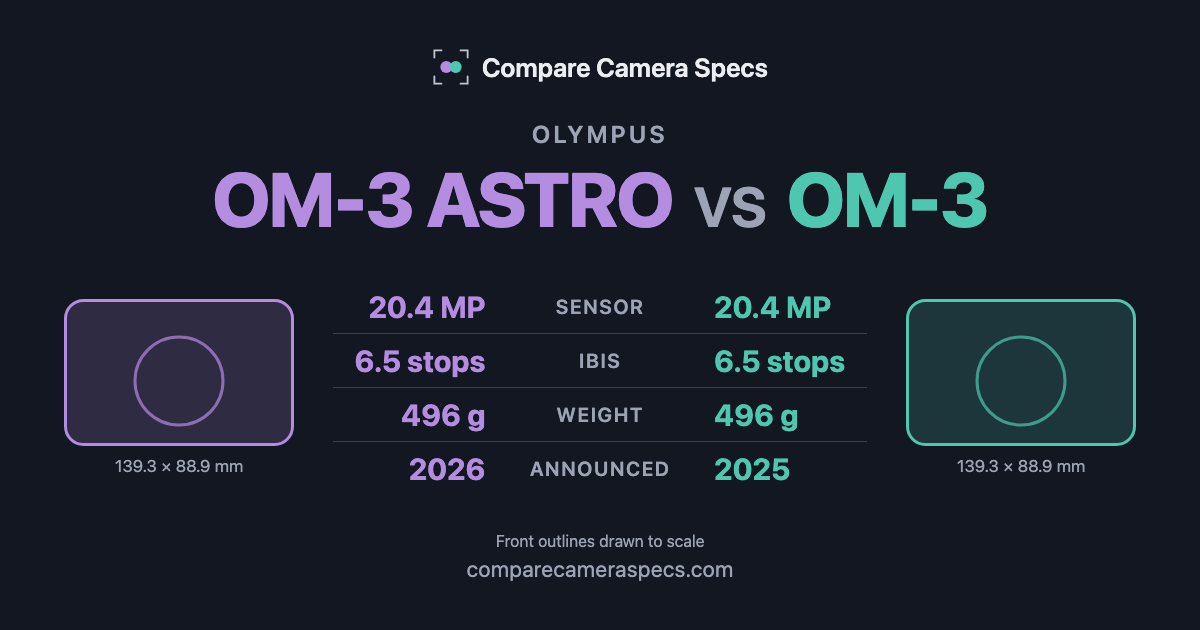 Compare Camera Specs
OLYMPUS
OM-3 ASTRO vs OM-3
20.4 MP SENSOR 20.4 MP
6.5 stops IBIS 6.5 stops
496 g WEIGHT 496 g
2026 ANNOUNCED 2025
139.3 × 88.9 mm 139.3 × 88.9 mm
Front outlines drawn to scale
comparecameraspecs.com